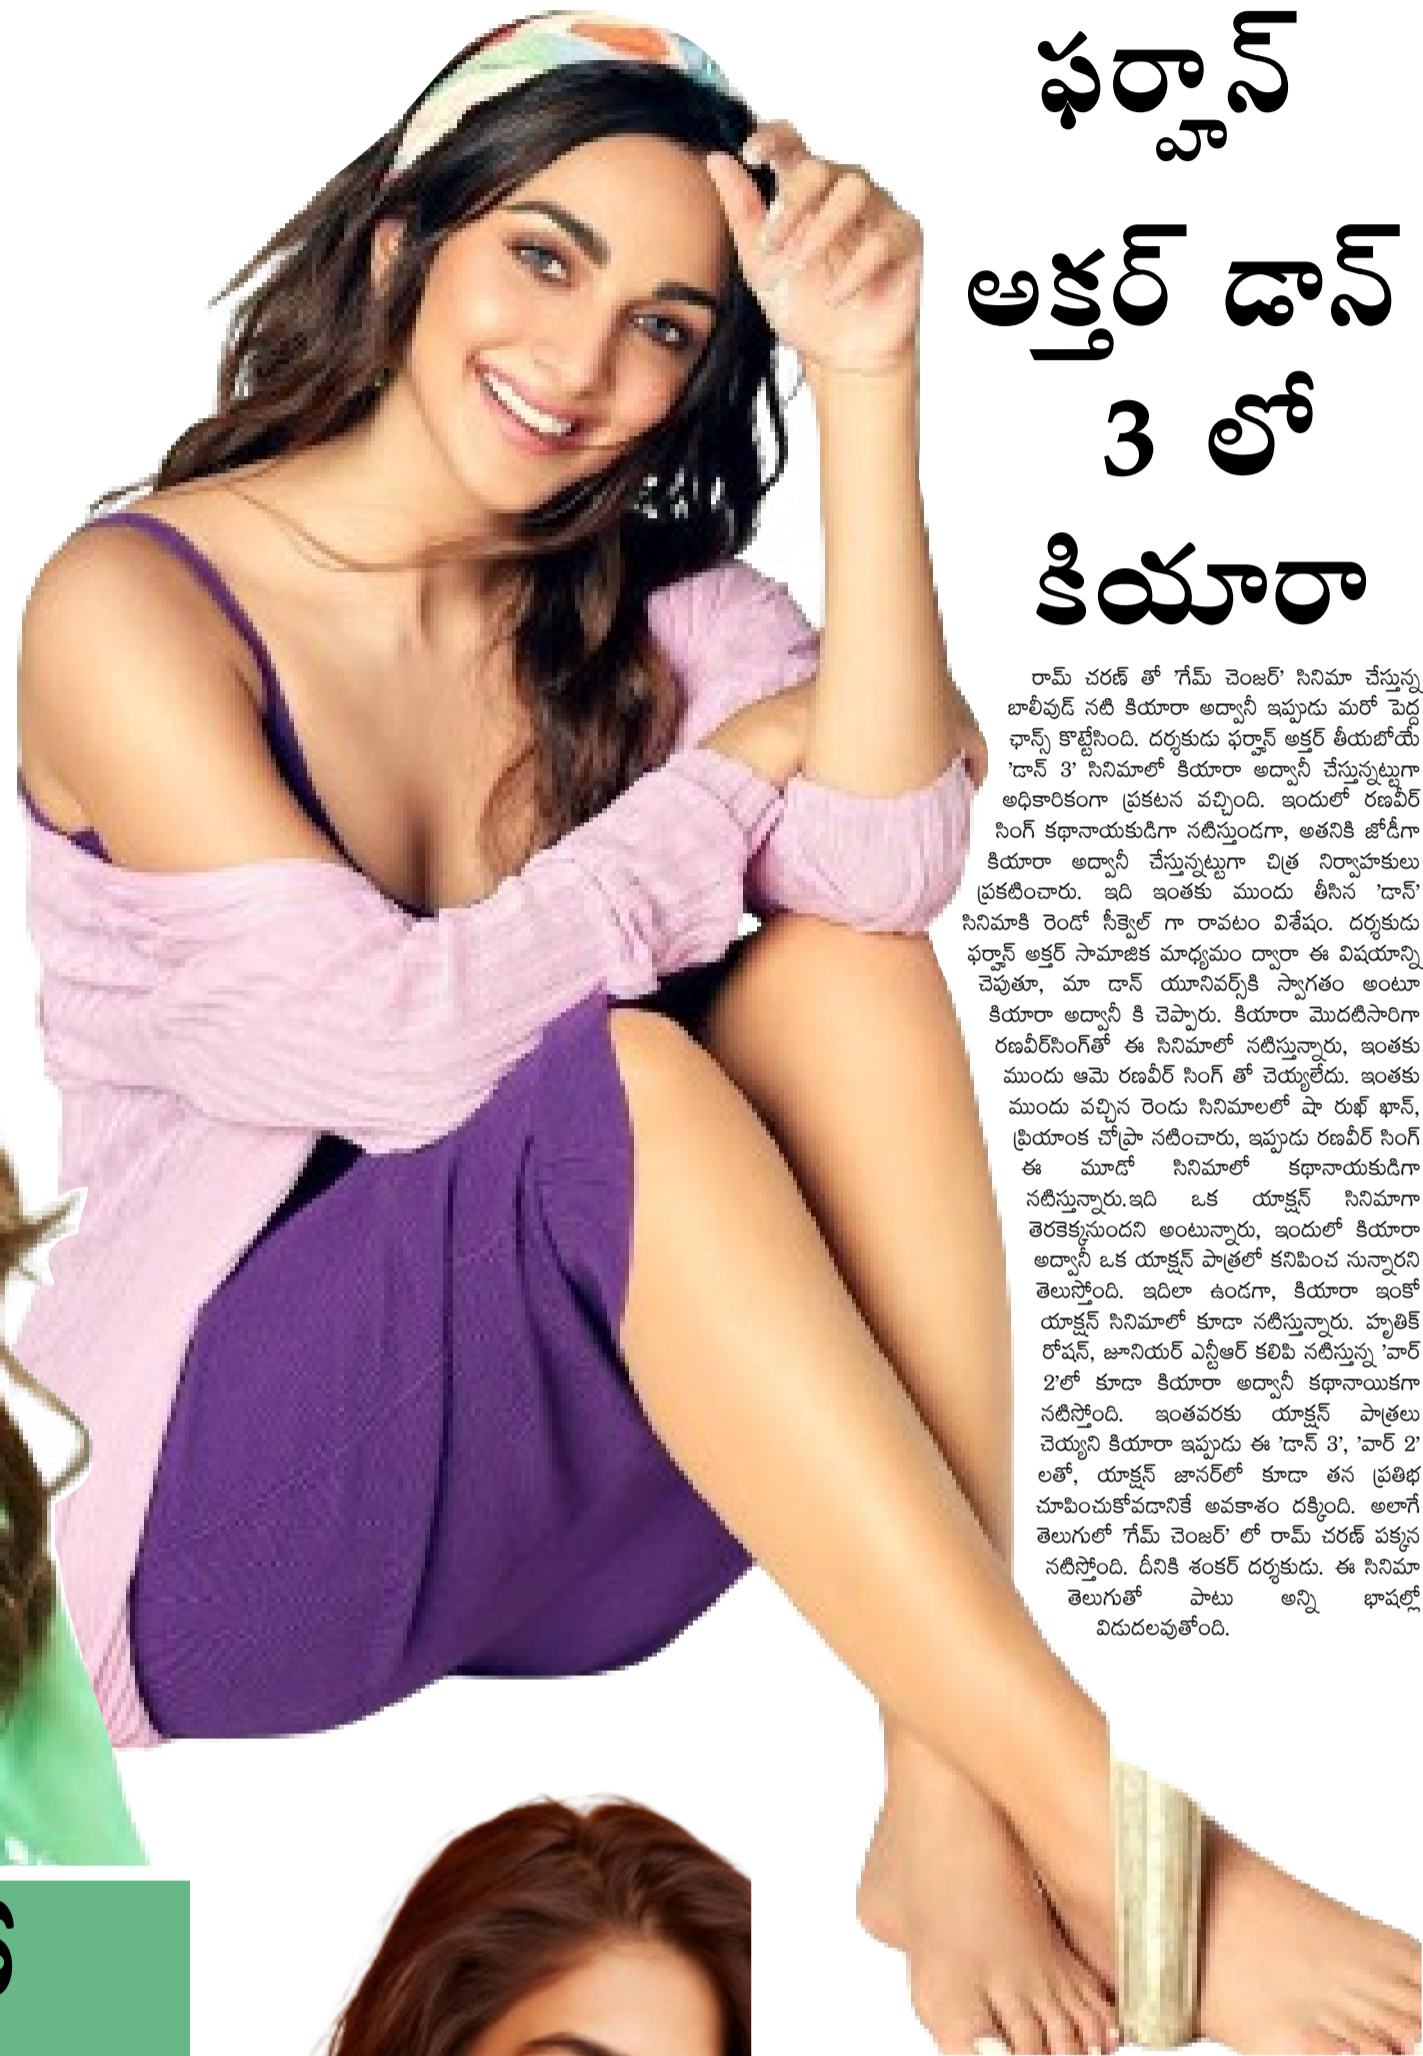 ఫర్హాన్
అక్తర్ డాన్
3 లో
కియారా
రామ్ చరణ్ తో 'గేమ్ చెంజర్' సినిమా చేస్తున్న
బాలీవుడ్ నటి కియారా అద్వానీ ఇప్పుడు మరో పెద్ద
ఛాన్స్ కొట్టేసింది. దర్శకుడు ఫర్హాన్ అక్తర్ తీయబోయే
'డాన్ 3' సినిమాలో కియారా అద్వానీ చేస్తున్నట్టుగా
అధికారికంగా ప్రకటన వచ్చింది. ఇందులో రణవీర్
సింగ్ కథానాయకుడిగా నటిస్తుండగా, అతనికి జోడీగా
కియారా అద్వానీ చేస్తున్నట్టుగా చిత్ర నిర్వాహకులు
ప్రకటించారు. ఇది ఇంతకు ముందు తీసిన 'డాన్'
సినిమాకి రెండో సీక్వెల్ గా రావటం విశేషం. దర్శకుడు
ఫర్హాన్ అక్తర్ సామాజిక మాధ్యమం ద్వారా ఈ విషయాన్ని
చెపుతూ, మా డాన్ యూనివర్స్‌కి స్వాగతం అంటూ
కియారా అద్వానీ కి చెప్పారు. కియారా మొదటిసారిగా
రణవీర్‌సింగ్‌తో ఈ సినిమాలో నటిస్తున్నారు, ఇంతకు
ముందు ఆమె రణవీర్ సింగ్ తో చెయ్యలేదు. ఇంతకు
ముందు వచ్చిన రెండు సినిమాలలో షా రుఖ్ ఖాన్,
ప్రియాంక చోప్రా నటించారు, ఇప్పుడు రణవీర్ సింగ్
ఈ మూడో సినిమాలో కథానాయకుడిగా
నటిస్తున్నారు.ఇది ఒక యాక్షన్ సినిమాగా
తెరకెక్కనుందని అంటున్నారు, ఇందులో కియారా
అద్వానీ ఒక యాక్షన్ పాత్రలో కనిపించ నున్నారని
తెలుస్తోంది. ఇదిలా ఉండగా, కియారా ఇంకో
యాక్షన్ సినిమాలో కూడా నటిస్తున్నారు. హృతిక్
రోషన్, జూనియర్ ఎన్టీఆర్ కలిపి నటిస్తున్న 'వార్
2'లో కూడా కియారా అద్వానీ కథానాయికగా
నటిస్తోంది. ఇంతవరకు యాక్షన్ పాత్రలు
చెయ్యని కియారా ఇప్పుడు ఈ 'డాన్ 3', 'వార్ 2'
లతో, యాక్షన్ జానర్‌లో కూడా తన ప్రతిభ
చూపించుకోవడానికే అవకాశం దక్కింది. అలాగే
తెలుగులో 'గేమ్ చెంజర్' లో రామ్ చరణ్ పక్కన
నటిస్తోంది. దీనికి శంకర్ దర్శకుడు. ఈ సినిమా
తెలుగుతో పాటు అన్ని భాషల్లో
విడుదలవుతోంది.